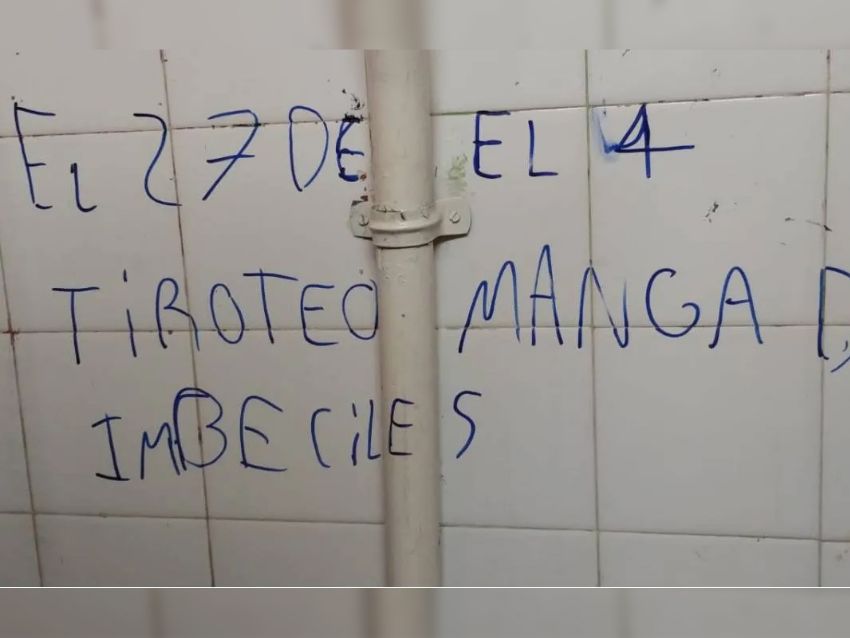 EL 27 DE EL 4
TiROTEO MANGA D
IMBECiLES